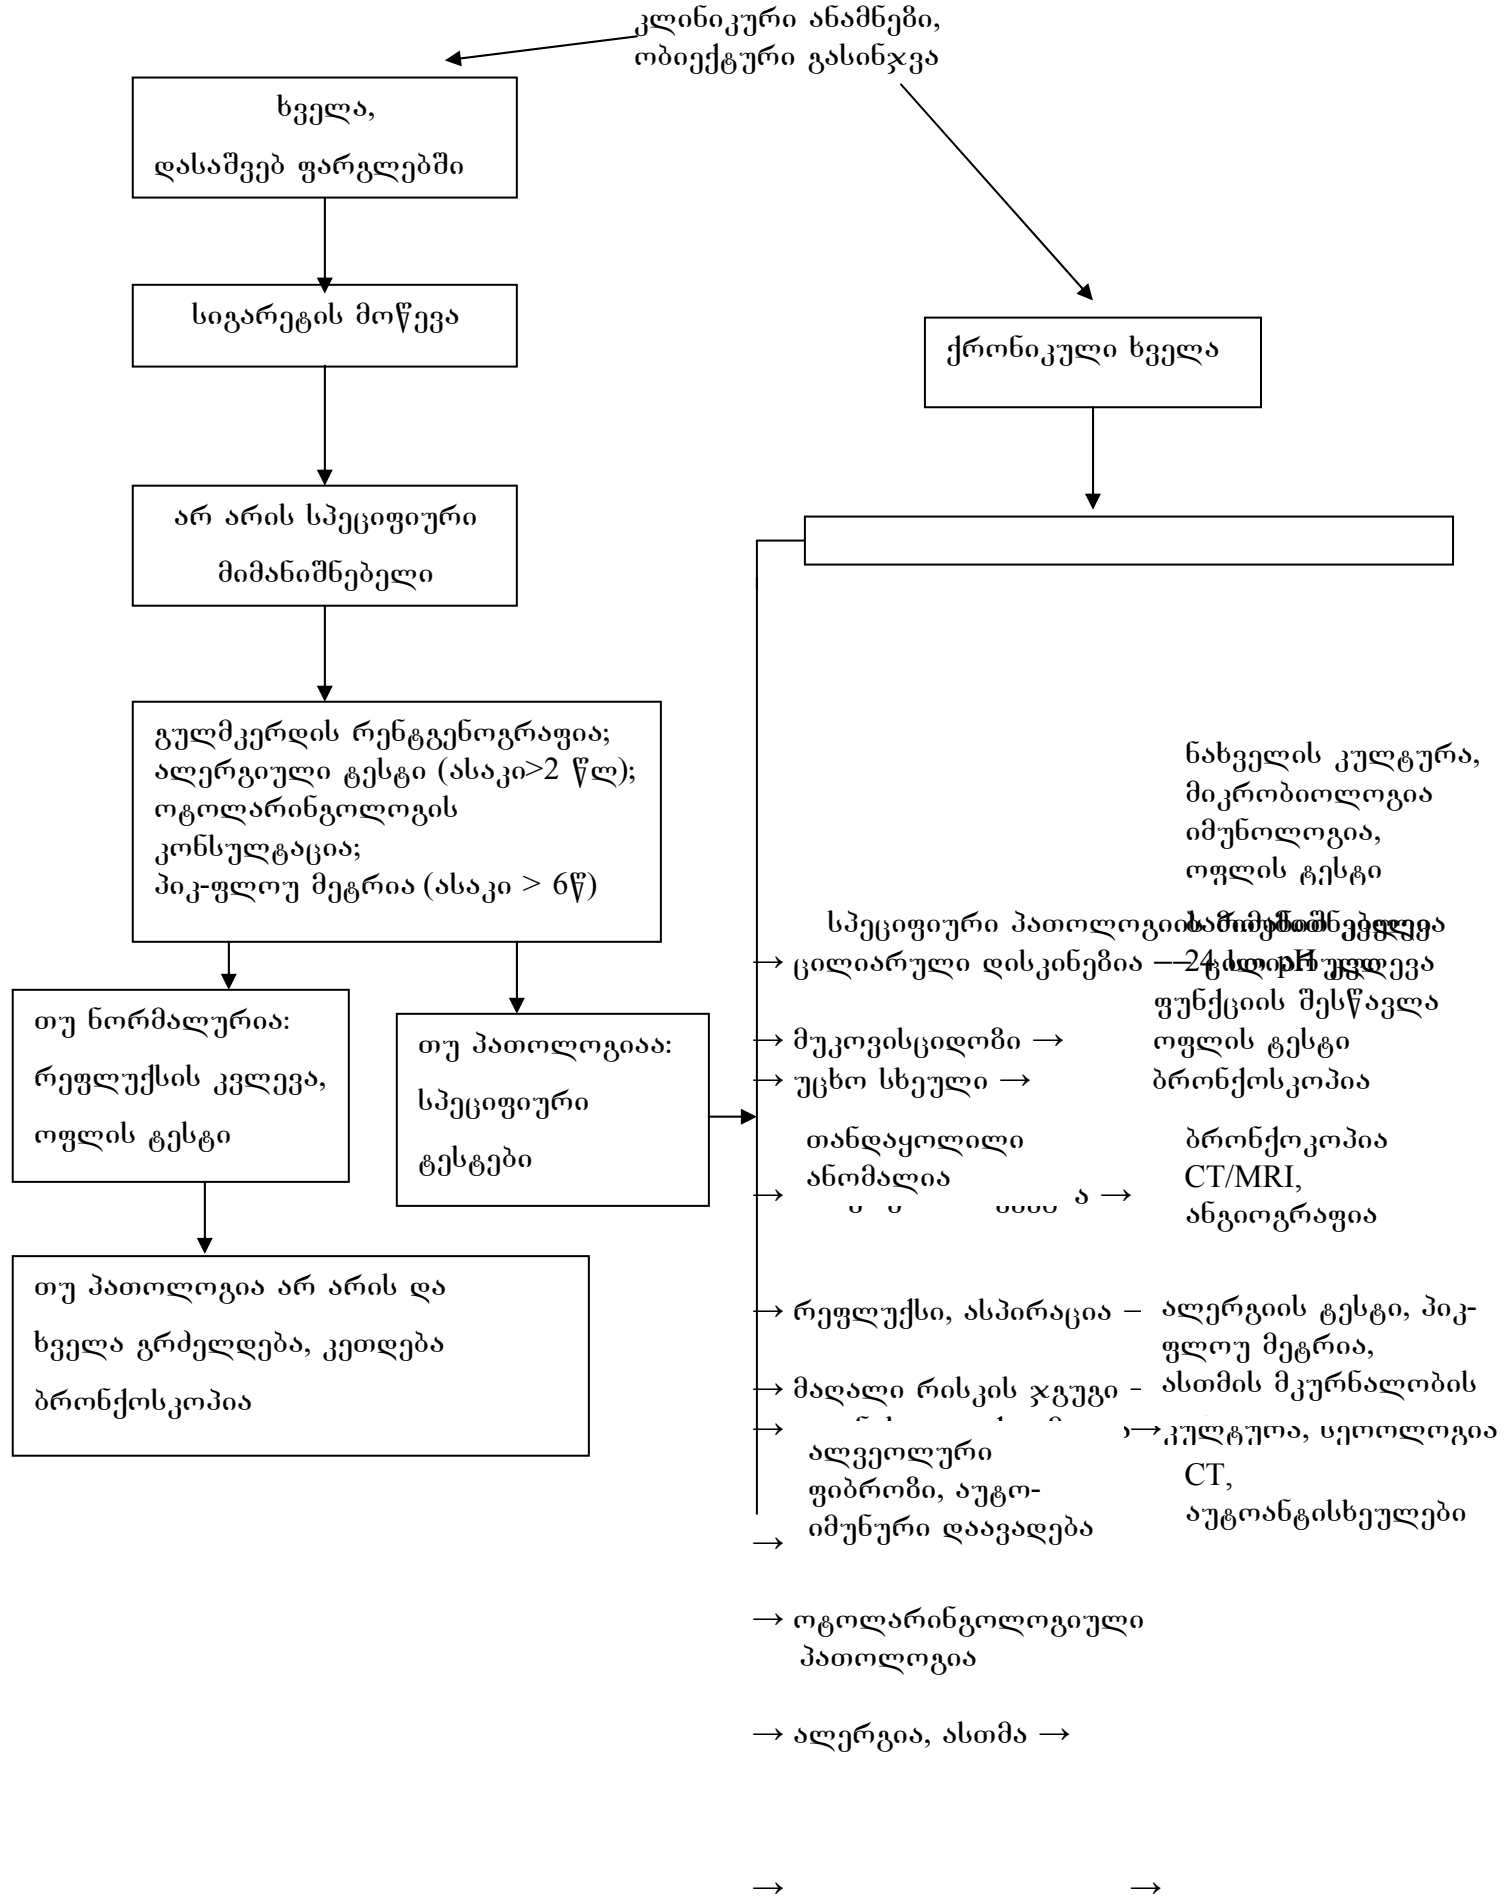 კლინიკური ანამნეზი,
ობიექტური გასინჯვა
ხველა,
დასაშვებ ფარგლებში
სიგარეტის მოწევა
არ არის სპეციფიური
მიმანიშნებელი
გულმკერდის რენტგენოგრაფია;
ალერგიული ტესტი (ასაკი>2 წლ);
ოტოლარინგოლოგის
კონსულტაცია;
პიკ-ფლოუ მეტრია (ასაკი > 6წ)
თუ ნორმალურია:
რეფლუქსის კვლევა,
ოფლის ტესტი
თუ პათოლოგიაა:
სპეციფიური
ტესტები
თუ პათოლოგია არ არის და
ხველა გრძელდება, კეთდება
ბრონქოსკოპია
ქრონიკული ხველა
ნახველის კულტურა,
მიკრობიოლოგია
იმუნოლოგია,
ოფლის ტესტი
სპეციფიური პათოლოგიის
→ ცილიარული დისკინეზია
ფუნქციის შესწავლა
→ მუკოვისციდოზი → ოფლის ტესტი
→ უცხო სხეული → ბრონქოსკოპია
თანდაყოლილი
ანომალია
→ ა →
ბრონქოკოპია
CT/MRI,
ანგიოგრაფია
→ რეფლუქსი, ასპირაცია –
→ მაღალი რისკის ჯგუგი -
ალერგიის ტესტი, პიკ-
ფლოუ მეტრია,
ასთმის მკურნალობის
→ → კულტურა, სეროლოგია
ალვეოლური
ფიბროზი, აუტო-
იმუნური დაავადება
→
CT,
აუტოანტისხეულები
→ ოტოლარინგოლოგიული
პათოლოგია
→ ალერგია, ასთმა →
→ →